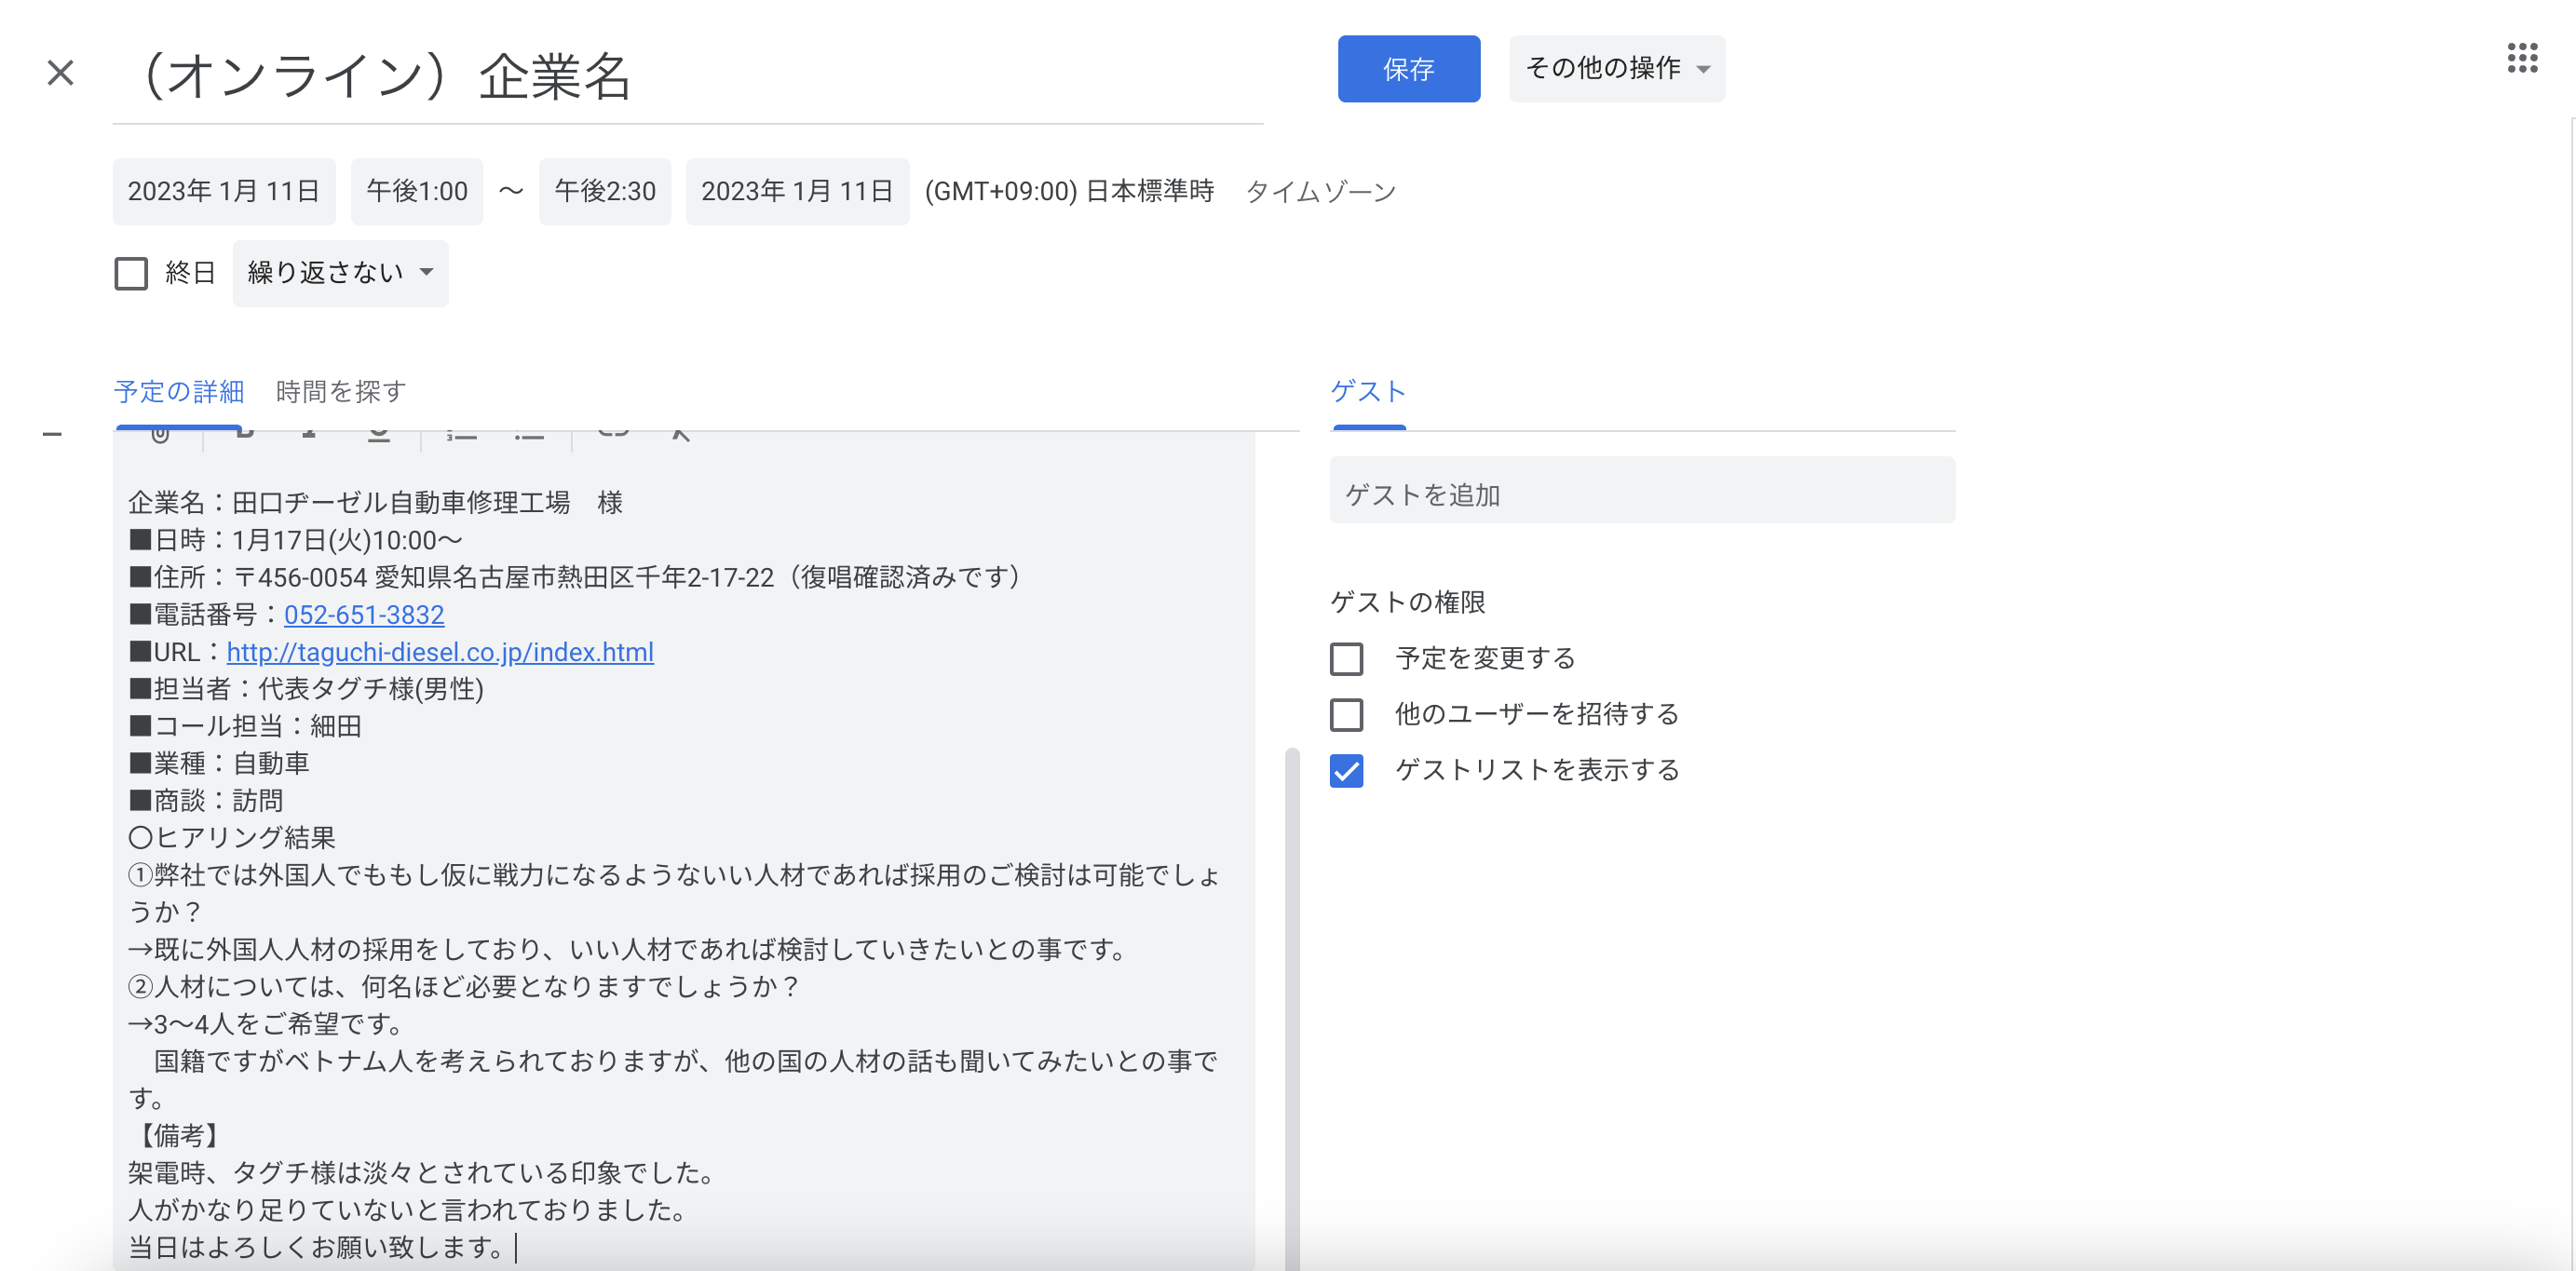 （オンライン）企業名
保存
その他の操作
2023年 1月 11日 午後1:00 〜 午後2:30 2023年 1月 11日 (GMT+09:00) 日本標準時 タイムゾーン
終日 繰り返さない
予定の詳細 時間を探す
企業名：田口ヂーゼル自動車修理工場　様
■日時：1月17日(火)10:00〜
■住所：〒456-0054 愛知県名古屋市熱田区千年2-17-22（復唱確認済みです）
■電話番号：052-651-3832
■URL：http://taguchi-diesel.co.jp/index.html
■担当者：代表タグチ様(男性)
■コール担当：細田
■業種：自動車
■商談：訪問
〇ヒアリング結果
①弊社では外国人でももし仮に戦力になるようないい人材であれば採用のご検討は可能でしょ
うか？
→既に外国人人材の採用をしており、いい人材であれば検討していきたいとの事です。
②人材については、何名ほど必要となりますでしょうか？
→3〜4人をご希望です。
　国籍ですがベトナム人を考えられておりますが、他の国の人材の話も聞いてみたいとの事で
す。
【備考】
架電時、タグチ様は淡々とされている印象でした。
人がかなり足りていないと言われておりました。
当日はよろしくお願い致します。
ゲスト
ゲストを追加
ゲストの権限
予定を変更する
他のユーザーを招待する
ゲストリストを表示する